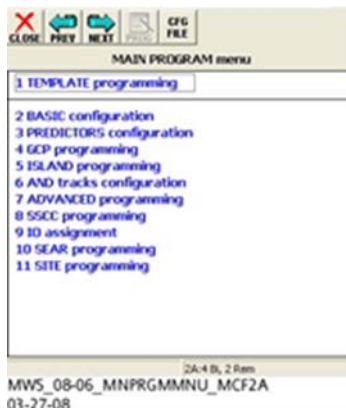 CLOSE PREV NEXT PROG CFG FILE
MAIN PROGRAM menu
1 TEMPLATE programming
2 BASIC configuration
3 PREDICTORS configuration
4 GCP programming
5 ISLAND programming
6 AND tracks configuration
7 ADVANCED programming
8 SSCC programming
9 IO assignment
10 SEAR programming
11 SITE programming
2A:4 Bi, 2 Rem
MWS_08-06_MNPRGMMNU_MCF2A
03-27-08